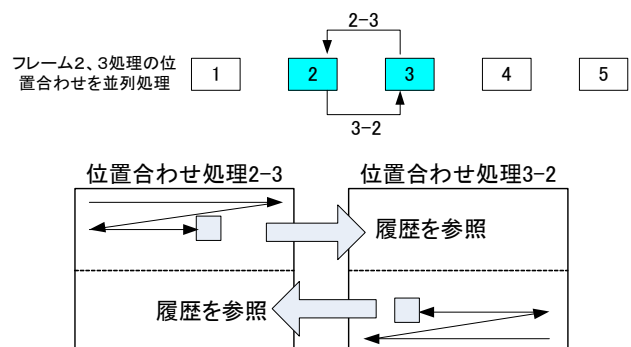 2-3
フレーム2、3処理の位
置合わせを並列処理
1
2
3
4
5
3-2
位置合わせ処理2-3
位置合わせ処理3-2
履歴を参照
履歴を参照